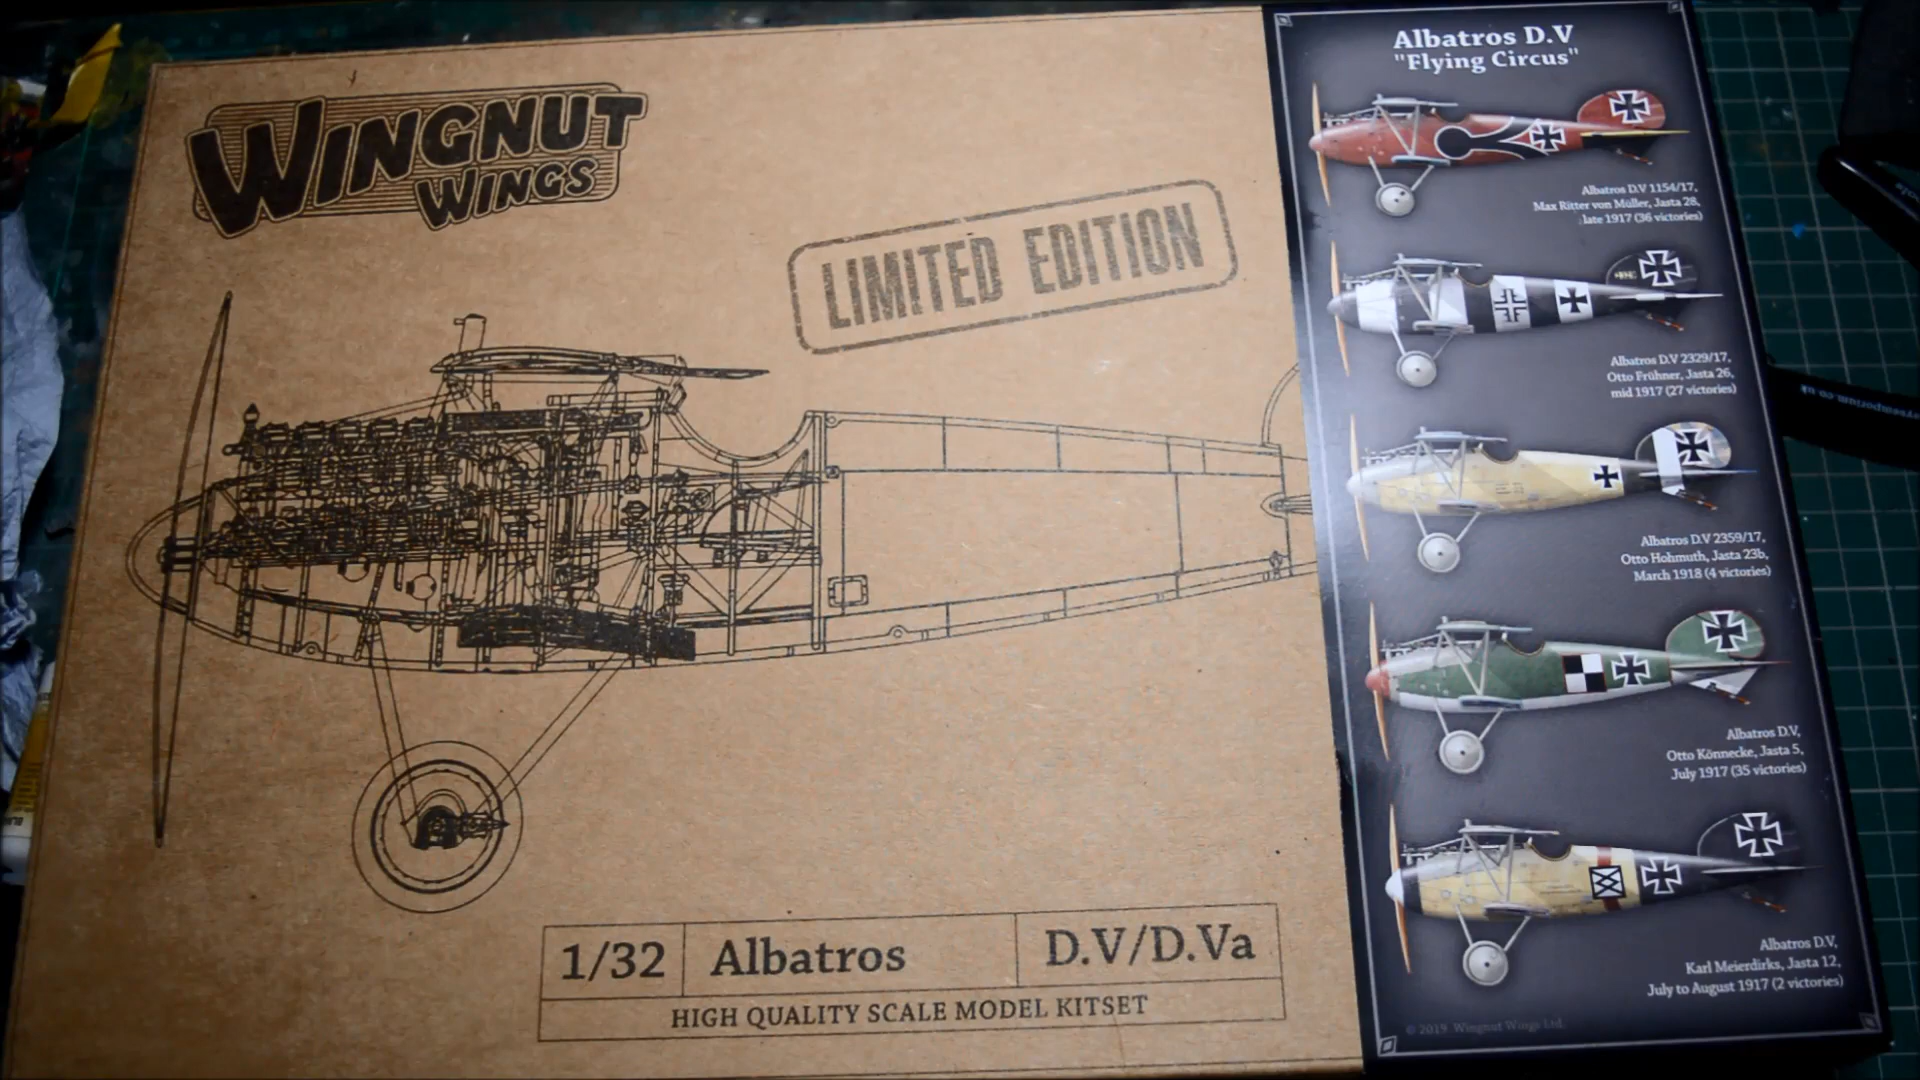 WINGNUT
WINGS
LIMITED EDITION
1/32 Albatros D.V/D.Va
HIGH QUALITY SCALE MODEL KITSET
Albatros D.V
"Flying Circus"
Albatros D.V 1154/17,
Max Ritter von Müller, Jasta 28,
late 1917 (36 victories)
Albatros D.V 2329/17,
Otto Frühner, Jasta 26,
mid 1917 (27 victories)
Albatros D.V 2359/17,
Otto Hohmuth, Jasta 23b,
March 1918 (4 victories)
Albatros D.V,
Otto Könnecke, Jasta 5,
July 1917 (35 victories)
Albatros D.V,
Karl Meierdirks, Jasta 12,
July to August 1917 (2 victories)
© 2019 Wingnut Wings Ltd.